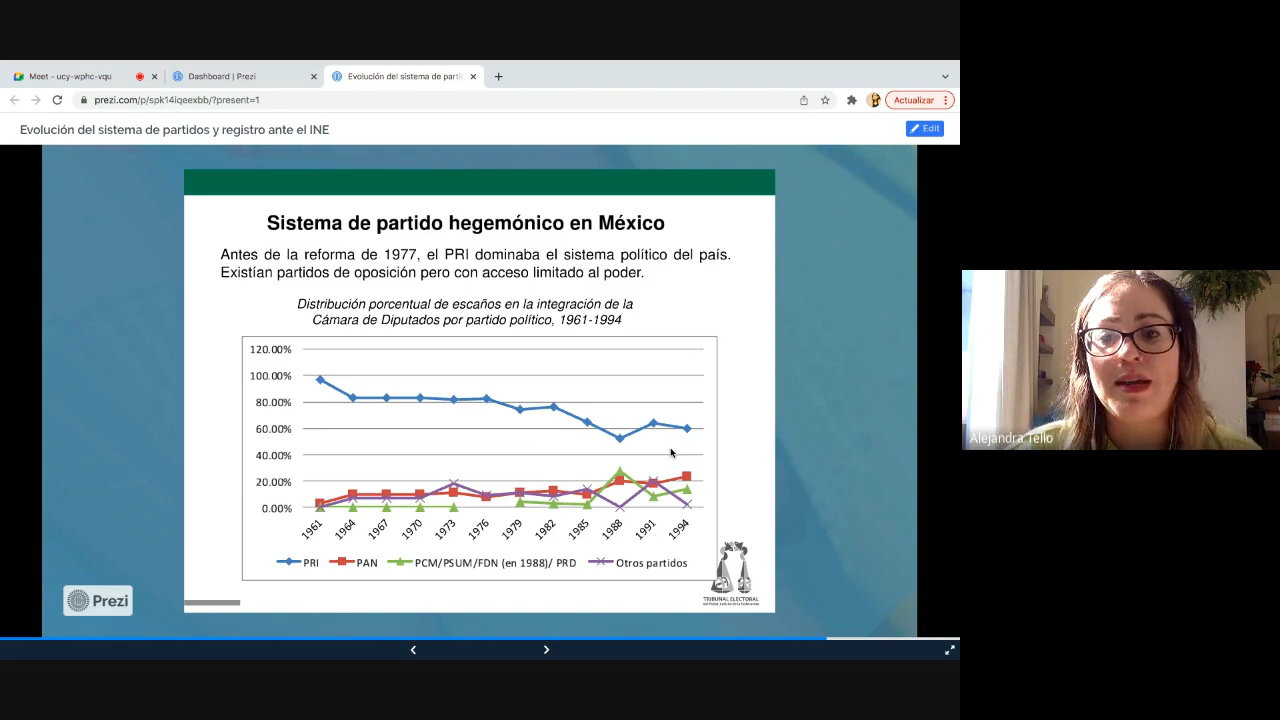 Meet - ucy-wphc-vqu
Dashboard | Prezi
Evolución del sistema de parti
prezi.com/p/spk14iqeexbb/?present=1
Actualizar
Evolución del sistema de partidos y registro ante el INE
Edit
Sistema de partido hegemónico en México
Antes de la reforma de 1977, el PRI dominaba el sistema político del país.
Existían partidos de oposición pero con acceso limitado al poder.
Distribución porcentual de escaños en la integración de la
Cámara de Diputados por partido político, 1961-1994
120.00%
100.00%
80.00%
60.00%
40.00%
20.00%
0.00%
1961 1964 1967 1970 1973 1976 1979 1982 1985 1988 1991 1994
PRI PAN PCM/PSUM/FDN (en 1988)/ PRD Otros partidos
TRIBUNAL ELECTORAL
del Poder Judicial de la Federación
Prezi
Alejandra Tello